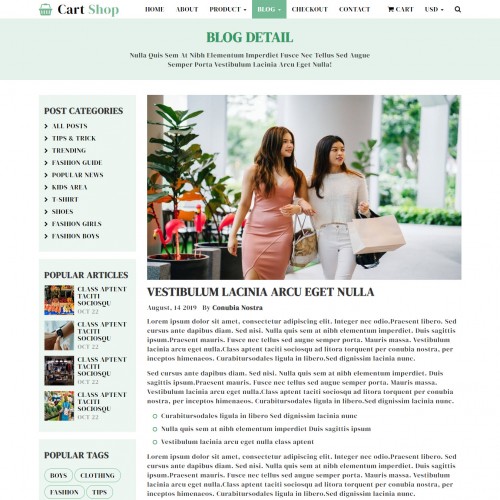 Cart Shop
HOME ABOUT PRODUCT BLOG CHECKOUT CONTACT CART USD
BLOG DETAIL
Nulla Quis Sem At Nibh Elementum Imperdiet Fusce Nec Tellus Sed Augue
Semper Porta Vestibulum Lacinia Arcu Eget Nulla!
POST CATEGORIES
ALL POSTS
TIPS & TRICK
TRENDING
FASHION GUIDE
POPULAR NEWS
KIDS AREA
T-SHIRT
SHOES
FASHION GIRLS
FASHION BOYS
POPULAR ARTICLES
CLASS APTENT
TACITI
SOCIOSQU
OCT 22
CLASS APTENT
TACITI
SOCIOSQU
OCT 22
CLASS APTENT
TACITI
SOCIOSQU
OCT 22
CLASS APTENT
TACITI
SOCIOSQU
OCT 22
POPULAR TAGS
BOYS CLOTHING
FASHION TIPS
VESTIBULUM LACINIA ARCU EGET NULLA
August, 14 2019 By Conubia Nostra
Lorem ipsum dolor sit amet, consectetur adipiscing elit. Integer nec odio.Praesent libero. Sed
cursus ante dapibus diam. Sed nisi. Nulla quis sem at nibh elementum imperdiet. Duis sagittis
ipsum.Praesent mauris. Fusce nec tellus sed augue semper porta. Mauris massa. Vestibulum
lacinia arcu eget nulla.Class aptent taciti sociosqu ad litora torquent per conubia nostra, per
inceptos himenaeos. Curabitursodales ligula in libero.Sed dignissim lacinia nunc.
Sed cursus ante dapibus diam. Sed nisi. Nulla quis sem at nibh elementum imperdiet. Duis
sagittis ipsum.Praesent mauris. Fusce nec tellus sed augue semper porta. Mauris massa.
Vestibulum lacinia arcu eget nulla.Class aptent taciti sociosqu ad litora torquent per conubia
nostra, per inceptos himenaeos. Curabitursodales ligula in libero.Sed dignissim lacinia nunc.
Curabitursodales ligula in libero Sed dignissim lacinia nunc
Nulla quis sem at nibh elementum imperdiet Duis sagittis ipsum
Vestibulum lacinia arcu eget nulla class aptent
Lorem ipsum dolor sit amet, consectetur adipiscing elit. Integer nec odio.Praesent libero. Sed
cursus ante dapibus diam. Sed nisi. Nulla quis sem at nibh elementum imperdiet. Duis sagittis
ipsum.Praesent mauris. Fusce nec tellus sed augue semper porta. Mauris massa. Vestibulum
lacinia arcu eget nulla.Class aptent taciti sociosqu ad litora torquent per conubia nostra, per
inceptos himenaeos. Curabitursodales ligula in libero.Sed dignissim lacinia nunc.